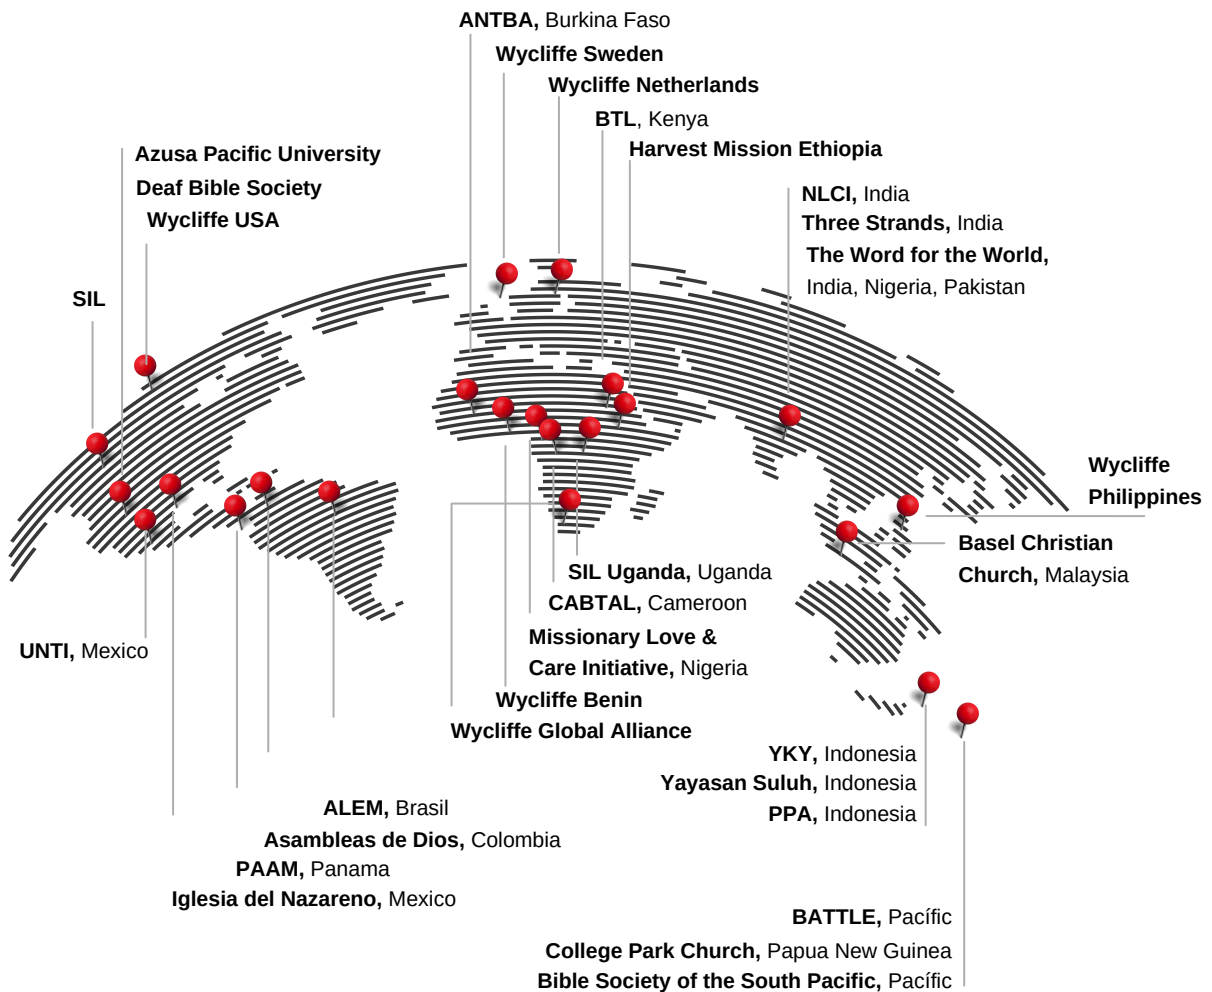 ANTBA, Burkina Faso
Wycliffe Sweden
Wycliffe Netherlands
BTL, Kenya
Harvest Mission Ethiopia
Azusa Pacific University
Deaf Bible Society
Wycliffe USA
NLCI, India
Three Strands, India
The Word for the World,
India, Nigeria, Pakistan
SIL
Wycliffe
Philippines
Basel Christian
Church, Malaysia
SIL Uganda, Uganda
CABTAL, Cameroon
Missionary Love &
Care Initiative, Nigeria
Wycliffe Benin
Wycliffe Global Alliance
UNTI, Mexico
YKY, Indonesia
Yayasan Suluh, Indonesia
PPA, Indonesia
ALEM, Brasil
Asambleas de Dios, Colombia
PAAM, Panama
Iglesia del Nazareno, Mexico
BATTLE, Pacífic
College Park Church, Papua New Guinea
Bible Society of the South Pacific, Pacífic